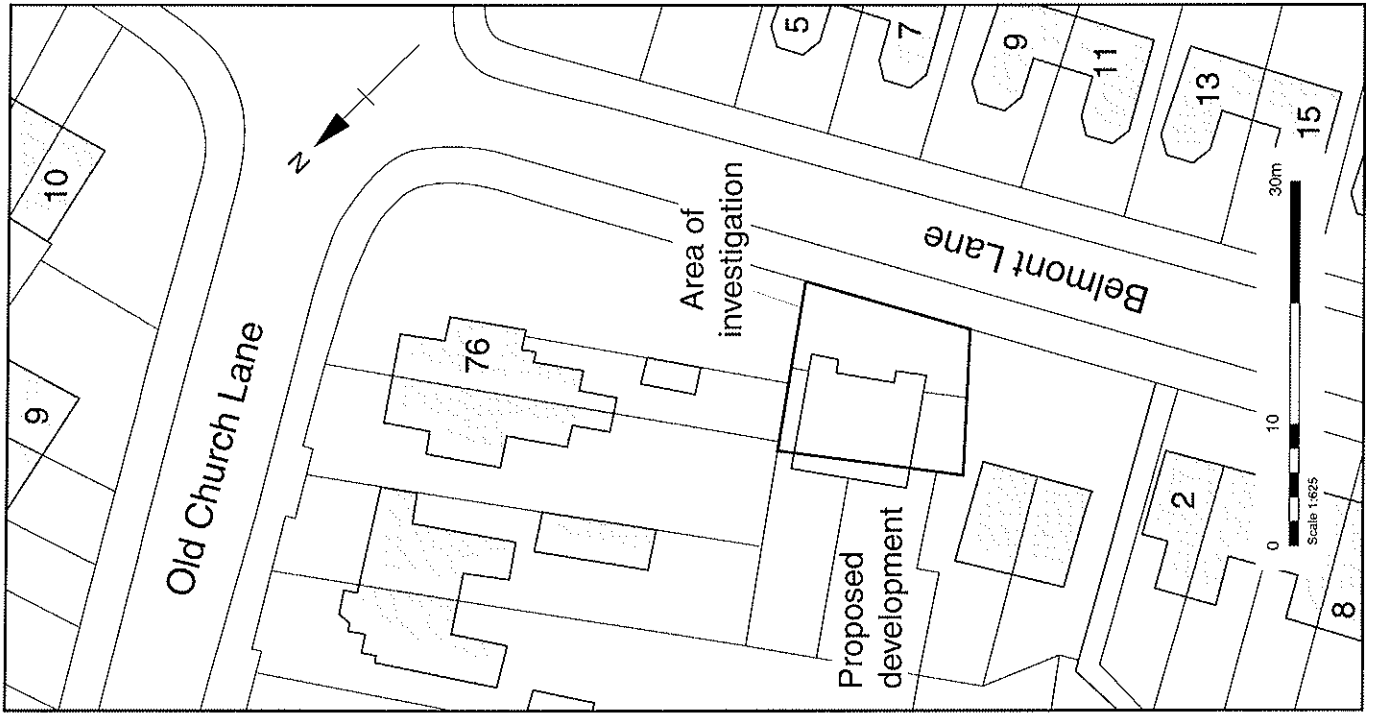 10
9
N
Old Church Lane
76
5
7
9
11
13
15
Area of
investigation
Belmont Lane
Proposed
development
2
8
0
10
30m
Scale 1:625